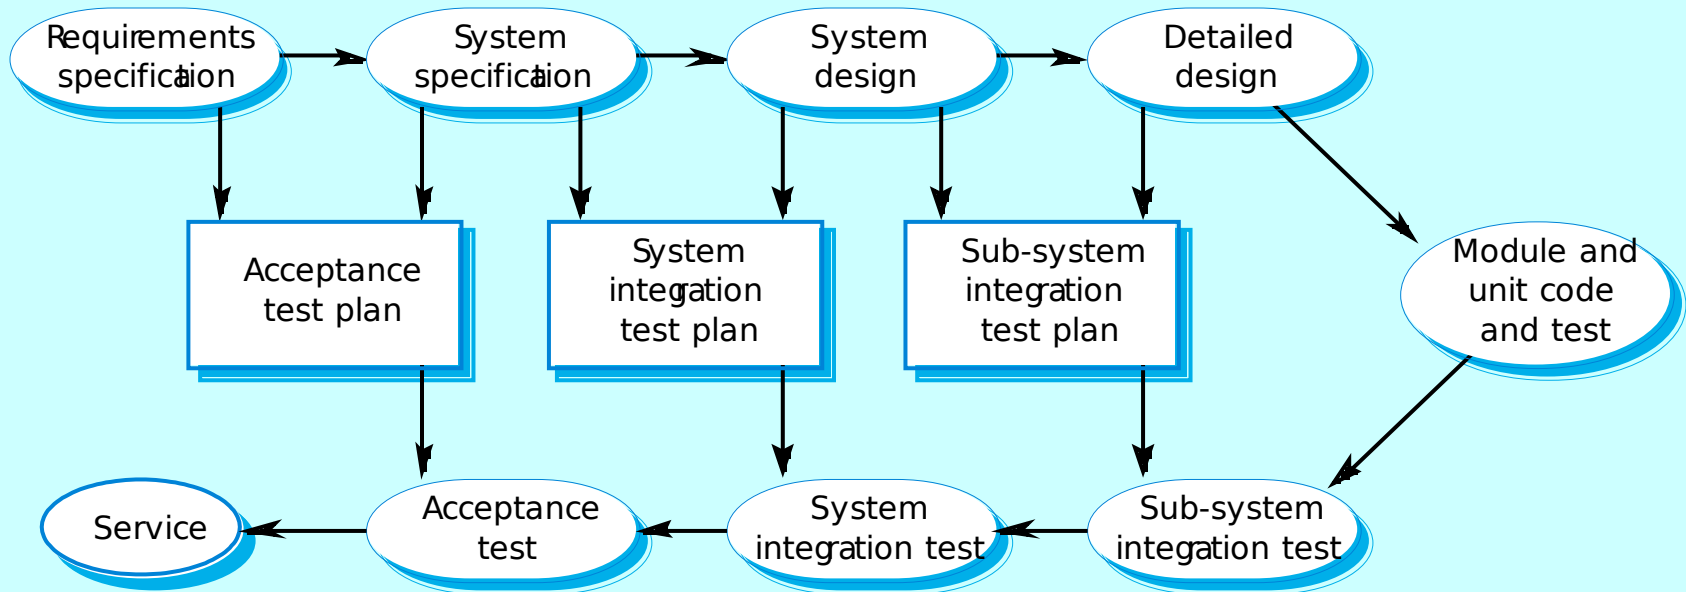 Requirements
specification
System
specification
System
design
Detailed
design
Acceptance
test plan
System
integration
test plan
Sub-system
integration
test plan
Module and
unit code
and test
Service
Acceptance
test
System
integration test
Sub-system
integration test